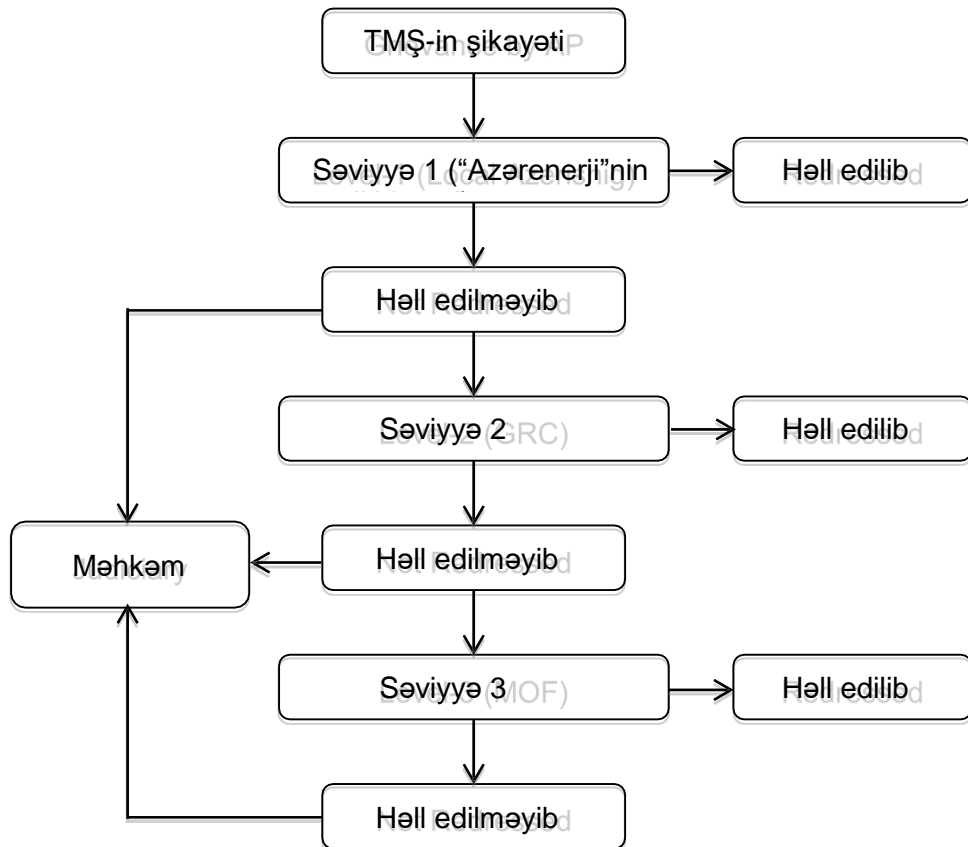 TMŞ-in şikayəti
Səviyyə 1 (“Azərenerji”nin
Həll edilib
Həll edilməyib
Səviyyə 2
Həll edilib
Məhkəm
Həll edilməyib
Səviyyə 3
Həll edilib
Həll edilməyib